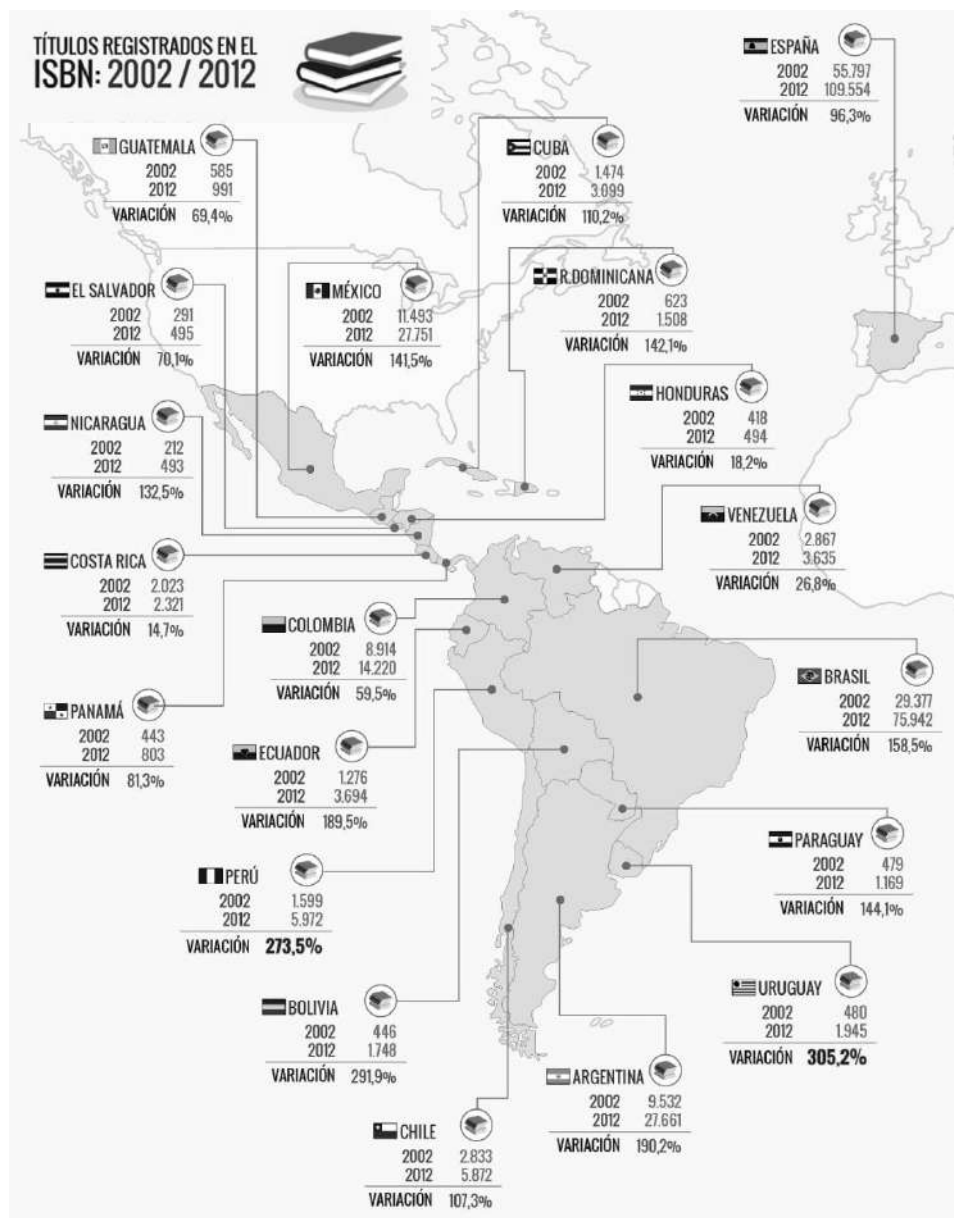 TÍTULOS REGISTRADOS EN EL
ISBN: 2002 / 2012
ESPAÑA
2002 55.797
2012 109.554
VARIACIÓN 96,3%
GUATEMALA
2002 585
2012 991
VARIACIÓN 69,4%
CUBA
2002 1.474
2012 3.099
VARIACIÓN 110,2%
EL SALVADOR
2002 291
2012 495
VARIACIÓN 70,1%
MÉXICO
2002 11.493
2012 27.751
VARIACIÓN 141,5%
R.DOMINICANA
2002 623
2012 1.508
VARIACIÓN 142,1%
HONDURAS
2002 418
2012 494
VARIACIÓN 18,2%
NICARAGUA
2002 212
2012 493
VARIACIÓN 132,5%
VENEZUELA
2002 2.867
2012 3.635
VARIACIÓN 26,8%
COSTA RICA
2002 2.023
2012 2.321
VARIACIÓN 14,7%
COLOMBIA
2002 8.914
2012 14.220
VARIACIÓN 59,5%
BRASIL
2002 29.377
2012 75.942
VARIACIÓN 158,5%
PANAMÁ
2002 443
2012 803
VARIACIÓN 81,3%
ECUADOR
2002 1.276
2012 3.694
VARIACIÓN 189,5%
PARAGUAY
2002 479
2012 1.169
VARIACIÓN 144,1%
PERÚ
2002 1.599
2012 5.972
VARIACIÓN 273,5%
URUGUAY
2002 480
2012 1.945
VARIACIÓN 305,2%
BOLIVIA
2002 446
2012 1.748
VARIACIÓN 291,9%
ARGENTINA
2002 9.532
2012 27.661
VARIACIÓN 190,2%
CHILE
2002 2.833
2012 5.872
VARIACIÓN 107,3%